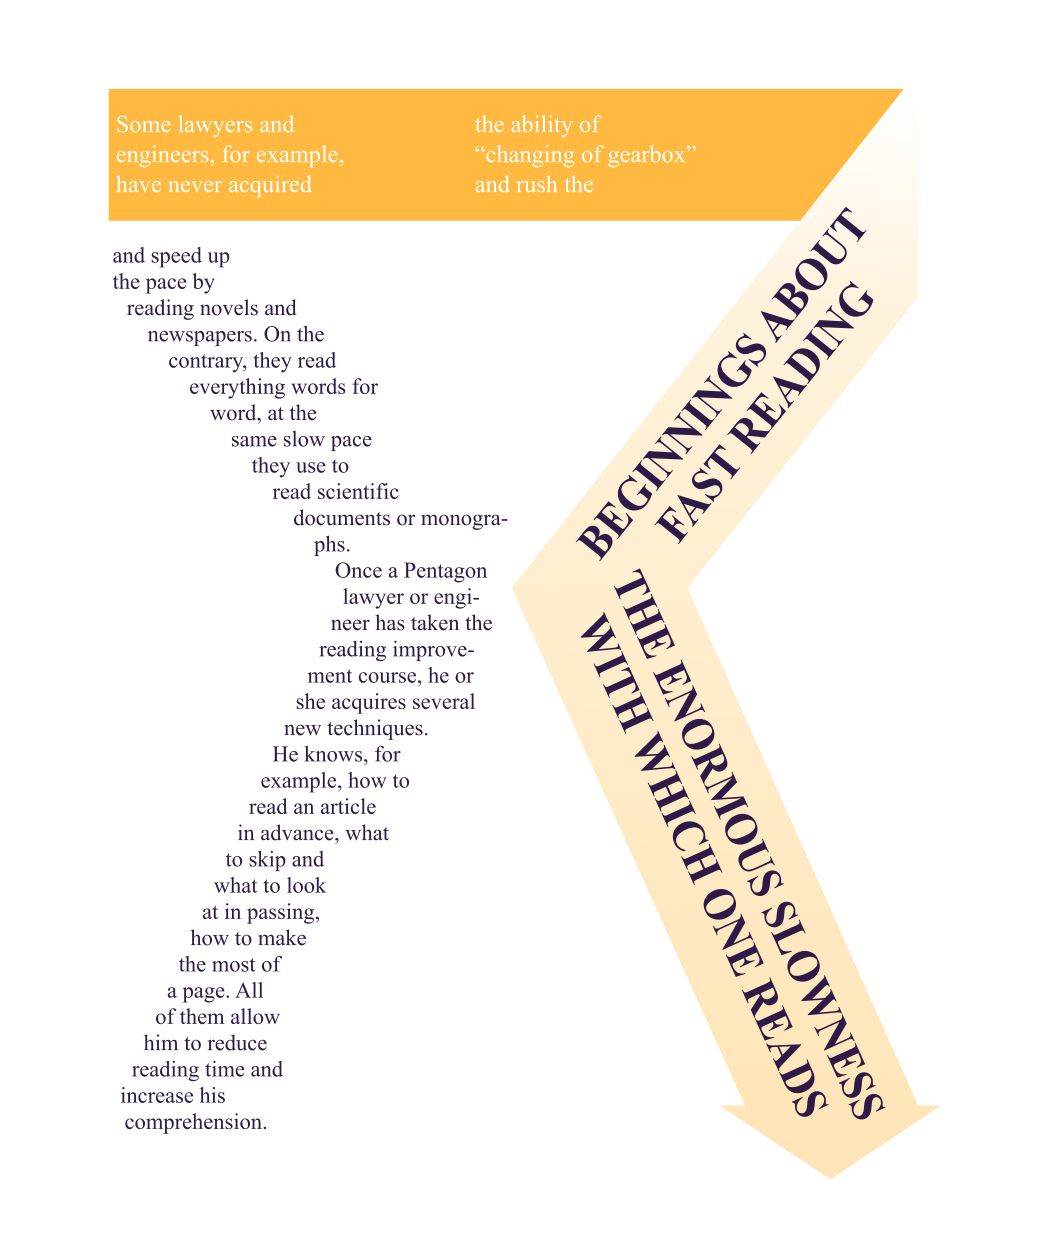 Some lawyers and
engineers, for example,
have never acquired
the ability of
“changing of gearbox”
and rush the
and speed up
the pace by
reading novels and
newspapers. On the
contrary, they read
everything words for
word, at the
same slow pace
they use to
read scientific
documents or monogra-
phs.
Once a Pentagon
lawyer or engi-
neer has taken the
reading improve-
ment course, he or
she acquires several
new techniques.
He knows, for
example, how to
read an article
in advance, what
to skip and
what to look
at in passing,
how to make
the most of
a page. All
of them allow
him to reduce
reading time and
increase his
comprehension.
BEGINNINGS ABOUT
FAST READING
THE ENORMOUS SLOWNESS
WITH WHICH ONE READS